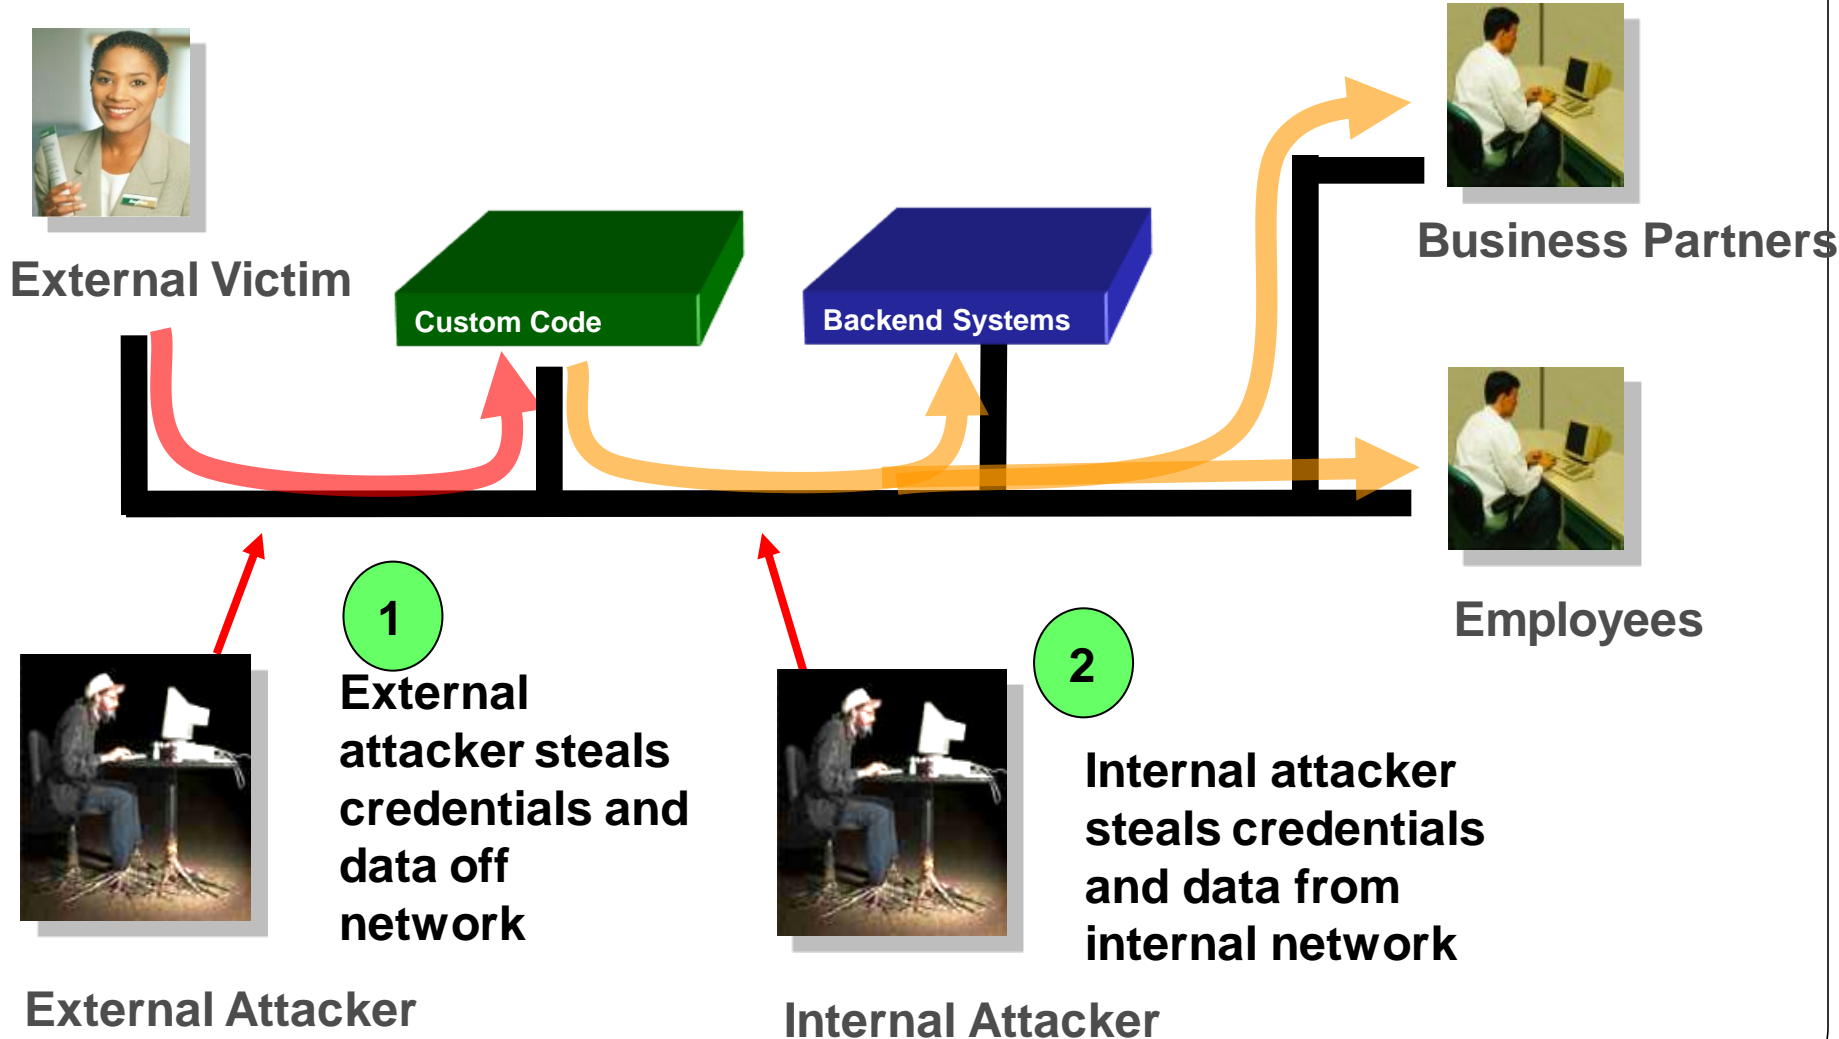 External Victim
Custom Code
Backend Systems
Business Partners
Employees
1
External
attacker steals
credentials and
data off
network
2
Internal attacker
steals credentials
and data from
internal network
External Attacker
Internal Attacker